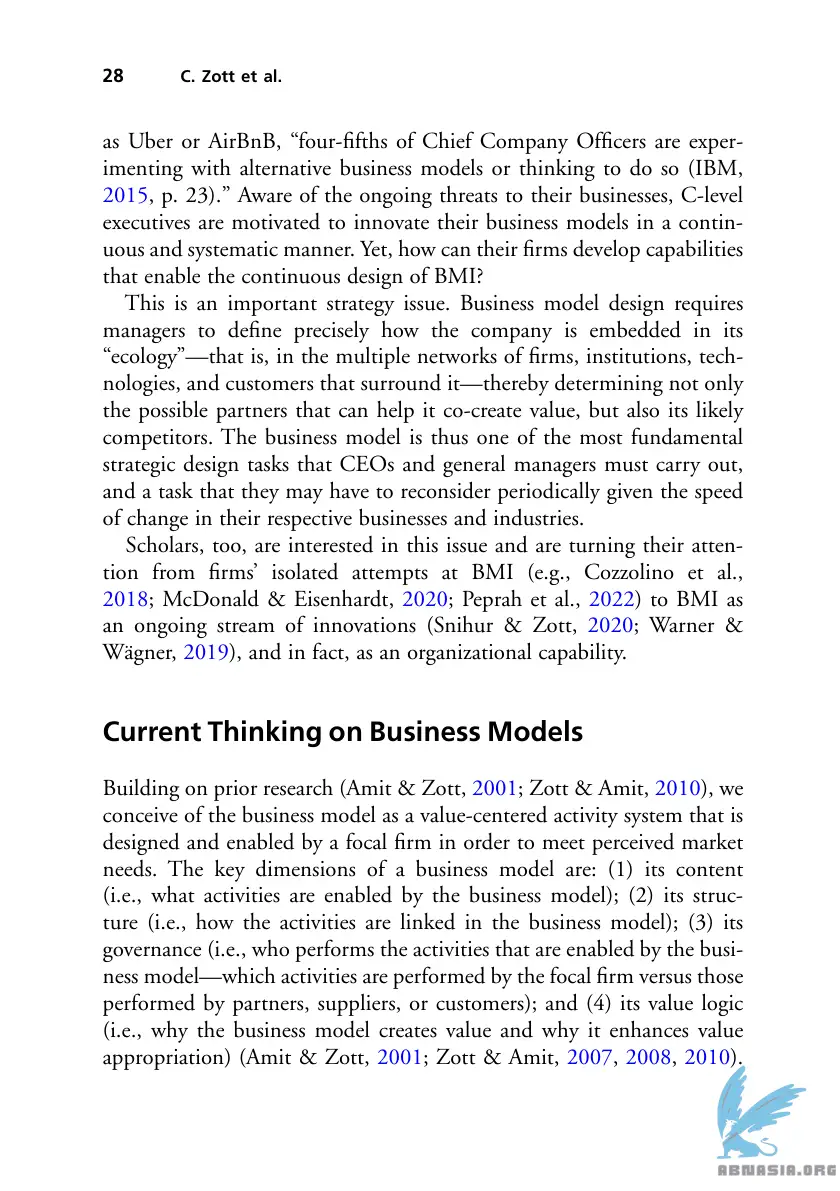 28 C. Zott et al.
as Uber or AirBnB, “four-fifths of Chief Company Officers are exper-
imenting with alternative business models or thinking to do so (IBM,
2015, p. 23).” Aware of the ongoing threats to their businesses, C-level
executives are motivated to innovate their business models in a contin-
uous and systematic manner. Yet, how can their firms develop capabilities
that enable the continuous design of BMI?
This is an important strategy issue. Business model design requires
managers to define precisely how the company is embedded in its
“ecology”—that is, in the multiple networks of firms, institutions, tech-
nologies, and customers that surround it—thereby determining not only
the possible partners that can help it co-create value, but also its likely
competitors. The business model is thus one of the most fundamental
strategic design tasks that CEOs and general managers must carry out,
and a task that they may have to reconsider periodically given the speed
of change in their respective businesses and industries.
Scholars, too, are interested in this issue and are turning their atten-
tion from firms’ isolated attempts at BMI (e.g., Cozzolino et al.,
2018; McDonald & Eisenhardt, 2020; Peprah et al., 2022) to BMI as
an ongoing stream of innovations (Snihur & Zott, 2020; Warner &
Wägner, 2019), and in fact, as an organizational capability.
Current Thinking on Business Models
Building on prior research (Amit & Zott, 2001; Zott & Amit, 2010), we
conceive of the business model as a value-centered activity system that is
designed and enabled by a focal firm in order to meet perceived market
needs. The key dimensions of a business model are: (1) its content
(i.e., what activities are enabled by the business model); (2) its struc-
ture (i.e., how the activities are linked in the business model); (3) its
governance (i.e., who performs the activities that are enabled by the busi-
ness model—which activities are performed by the focal firm versus those
performed by partners, suppliers, or customers); and (4) its value logic
(i.e., why the business model creates value and why it enhances value
appropriation) (Amit & Zott, 2001; Zott & Amit, 2007, 2008, 2010).
ABNASIA.ORG